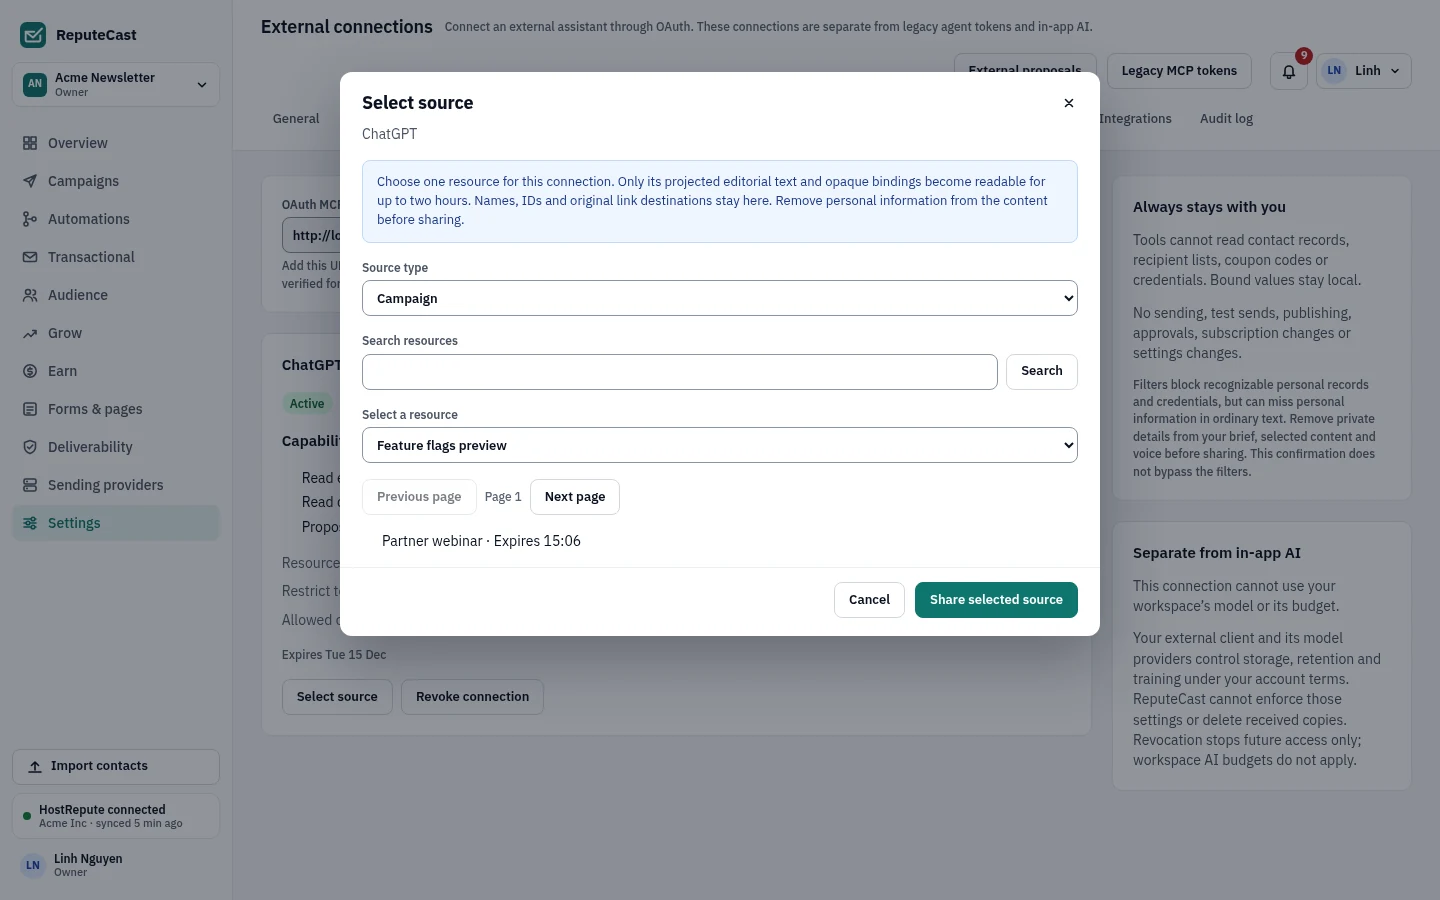 ReputeCast
AN
Acme Newsletter
Owner
Overview
Campaigns
Automations
Transactional
Audience
Grow
Earn
Forms & pages
Deliverability
Sending providers
Settings
Import contacts
HostRepute connected
Acme Inc · synced 5 min ago
LN
Linh Nguyen
Owner
External connections
Connect an external assistant through OAuth. These connections are separate from legacy agent tokens and in-app AI.
External proposals
Legacy MCP tokens
9
LN
Linh
General
Integrations
Audit log
OAuth MCP
http://lo
Add this U
verified for
ChatGPT
Active
Capabili
Read
Read
Propos
Resource
Restrict t
Allowed
Expires Tue 15 Dec
Select source
Revoke connection
Select source
ChatGPT
Choose one resource for this connection. Only its projected editorial text and opaque bindings become readable for
up to two hours. Names, IDs and original link destinations stay here. Remove personal information from the content
before sharing.
Source type
Campaign
Search resources
Search
Select a resource
Feature flags preview
Previous page
Page 1
Next page
Partner webinar · Expires 15:06
Cancel
Share selected source
Always stays with you
Tools cannot read contact records,
recipient lists, coupon codes or
credentials. Bound values stay local.
No sending, test sends, publishing,
approvals, subscription changes or
settings changes.
Filters block recognizable personal records
and credentials, but can miss personal
information in ordinary text. Remove private
details from your brief, selected content and
voice before sharing. This confirmation does
not bypass the filters.
Separate from in-app AI
This connection cannot use your
workspace’s model or its budget.
Your external client and its model
providers control storage, retention and
training under your account terms.
ReputeCast cannot enforce those
settings or delete received copies.
Revocation stops future access only;
workspace AI budgets do not apply.